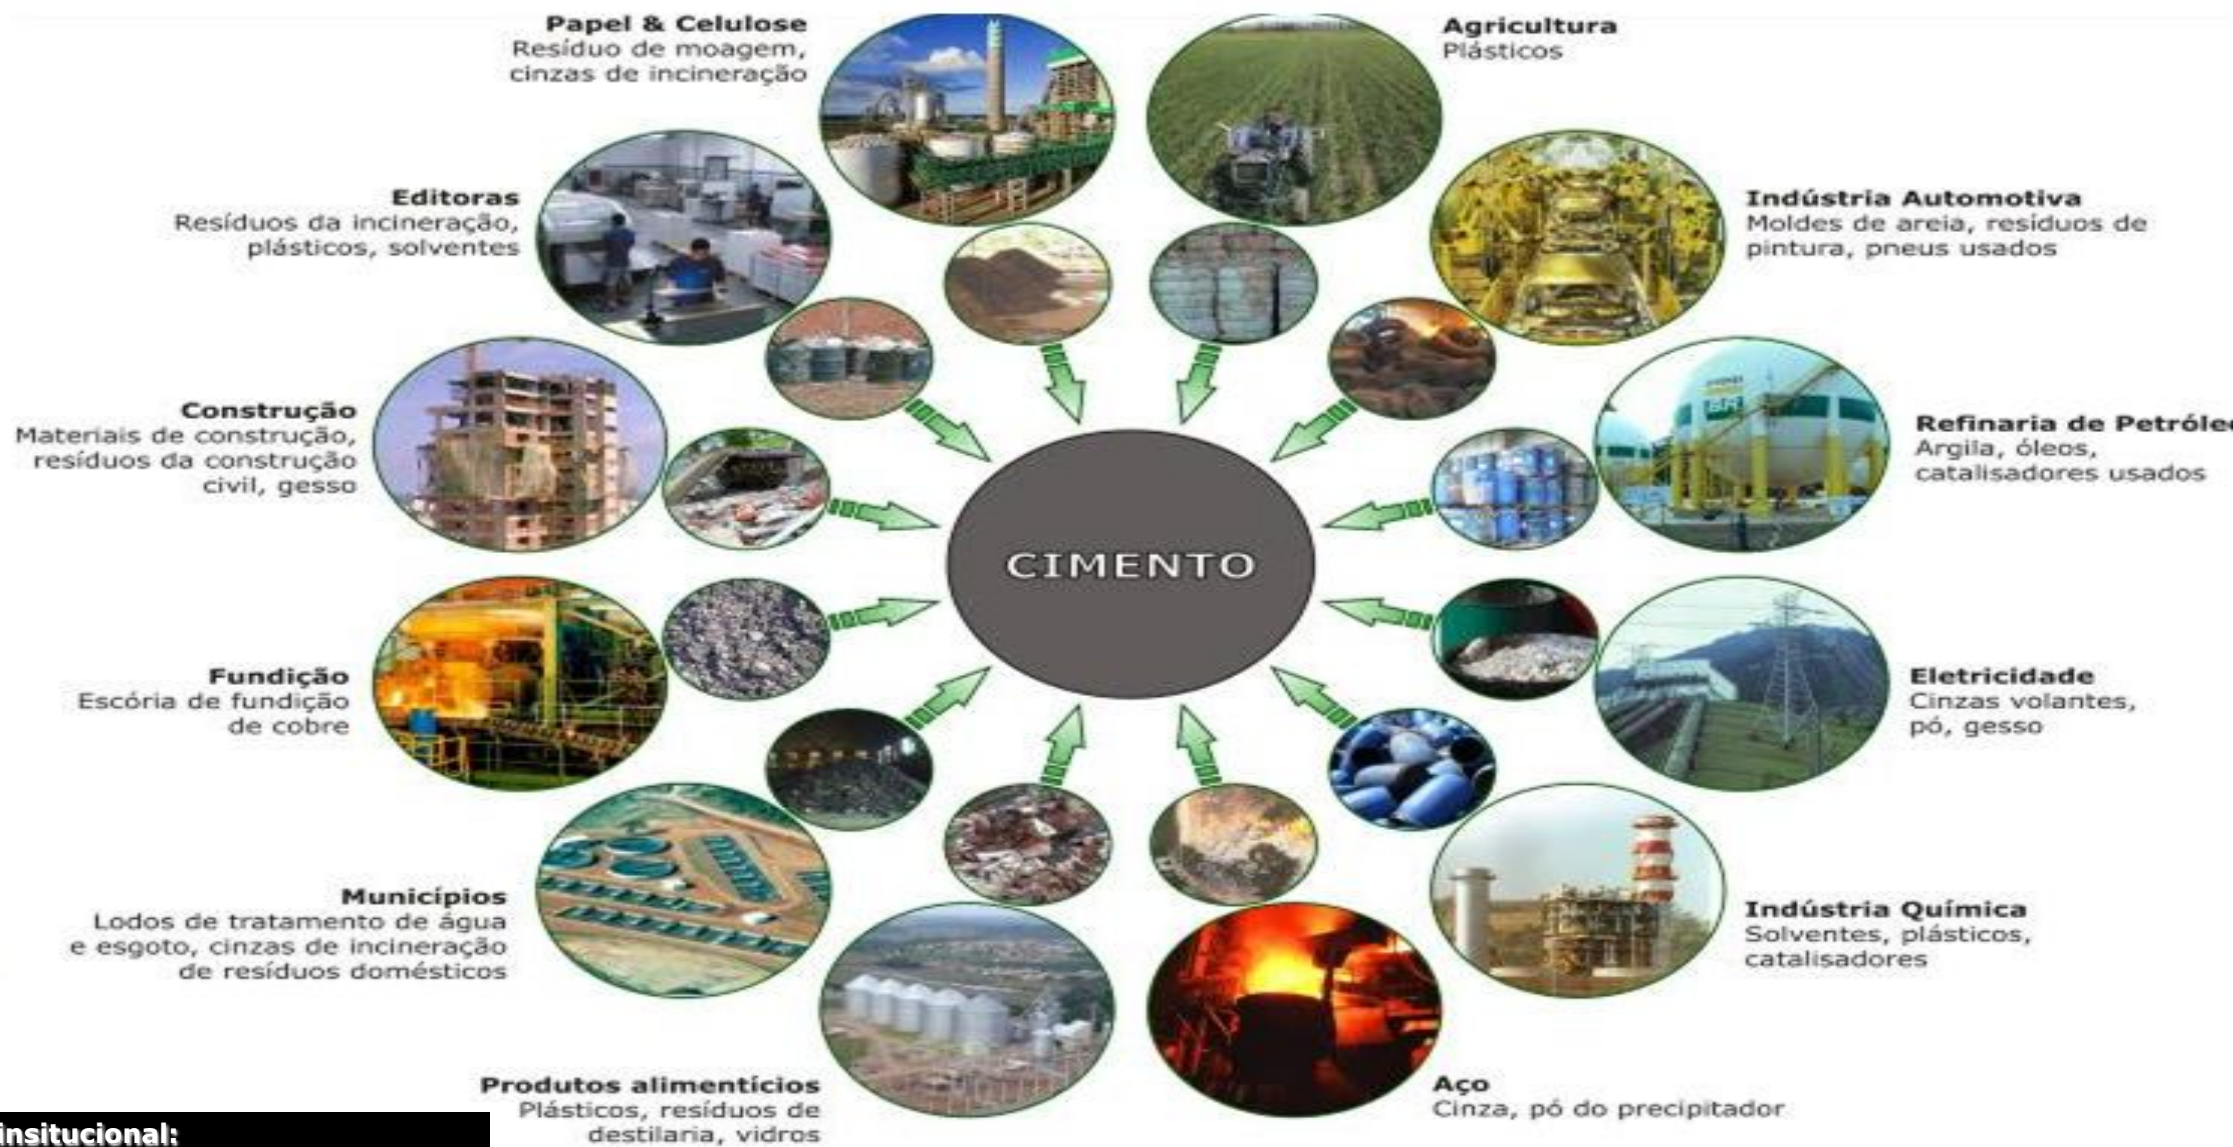 Papel & Celulose
Resíduo de moagem,
cinzas de incineração
Agricultura
Plásticos
Editoras
Resíduos da incineração,
plásticos, solventes
Indústria Automotiva
Moldes de areia, resíduos de
pintura, pneus usados
Construção
Materiais de construção,
resíduos da construção
civil, gesso
Refinaria de Petróleo
Argila, óleos,
catalisadores usados
BR
CIMENTO
Fundição
Escória de fundição
de cobre
Eletricidade
Cinzas volantes,
pó, gesso
Municípios
Lodos de tratamento de água
e esgoto, cinzas de incineração
de resíduos domésticos
Indústria Química
Solventes, plásticos,
catalisadores
Produtos alimentícios
Plásticos, resíduos de
destilaria, vidros
Aço
Cinza, pó do precipitador
insitucional: